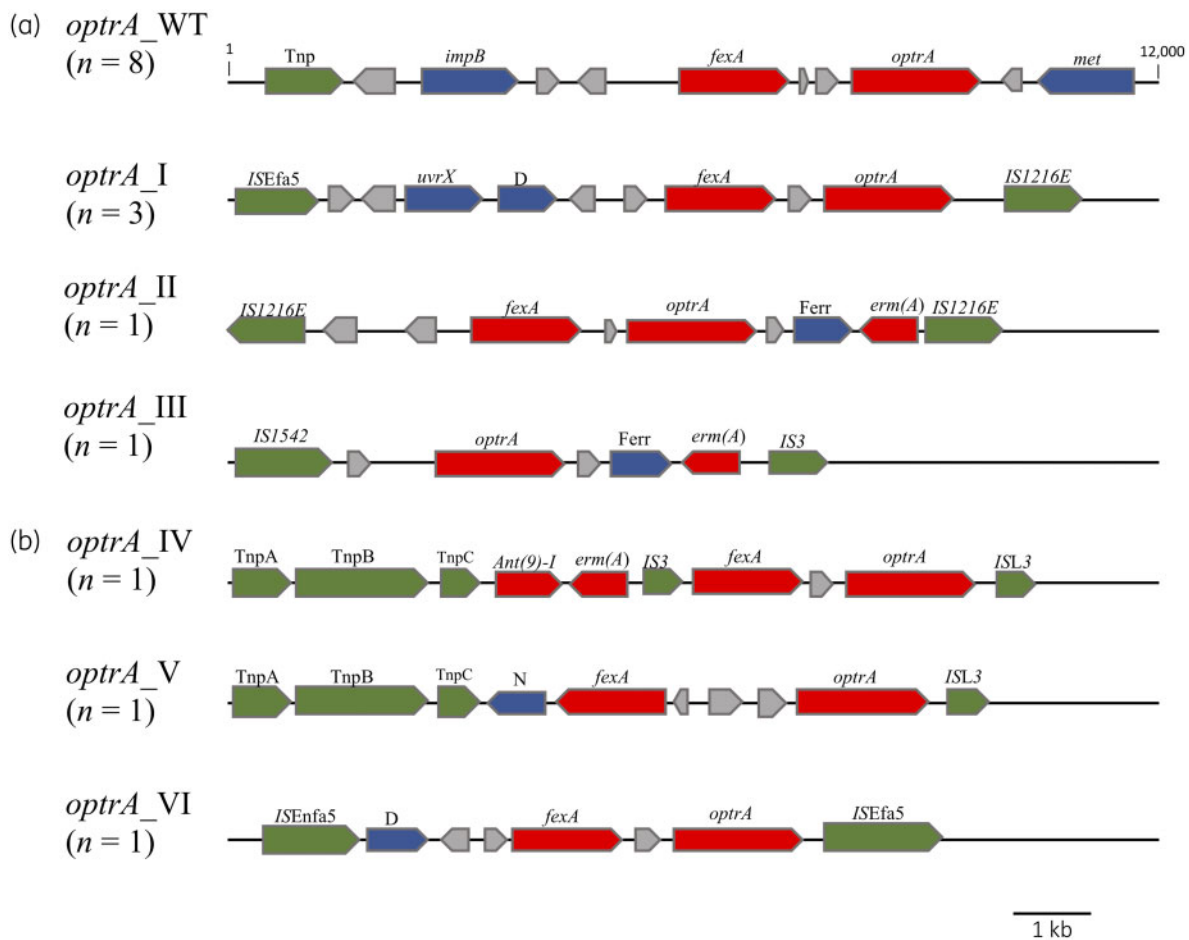 (a) optrA_WT
(n = 8)
1 12,000
Tnp impB fexA optrA met
optrA_I
(n = 3)
ISEfa5 uvrX D fexA optrA IS1216E
optrA_II
(n = 1)
IS1216E fexA optrA Ferr erm(A) IS1216E
optrA_III
(n = 1)
IS1542 optrA Ferr erm(A) IS3
(b) optrA_IV
(n = 1)
TnpA TnpB TnpC Ant(9)-I erm(A) IS3 fexA optrA ISL3
optrA_V
(n = 1)
TnpA TnpB TnpC N fexA optrA ISL3
optrA_VI
(n = 1)
ISEnfa5 D fexA optrA ISEfa5
1 kb